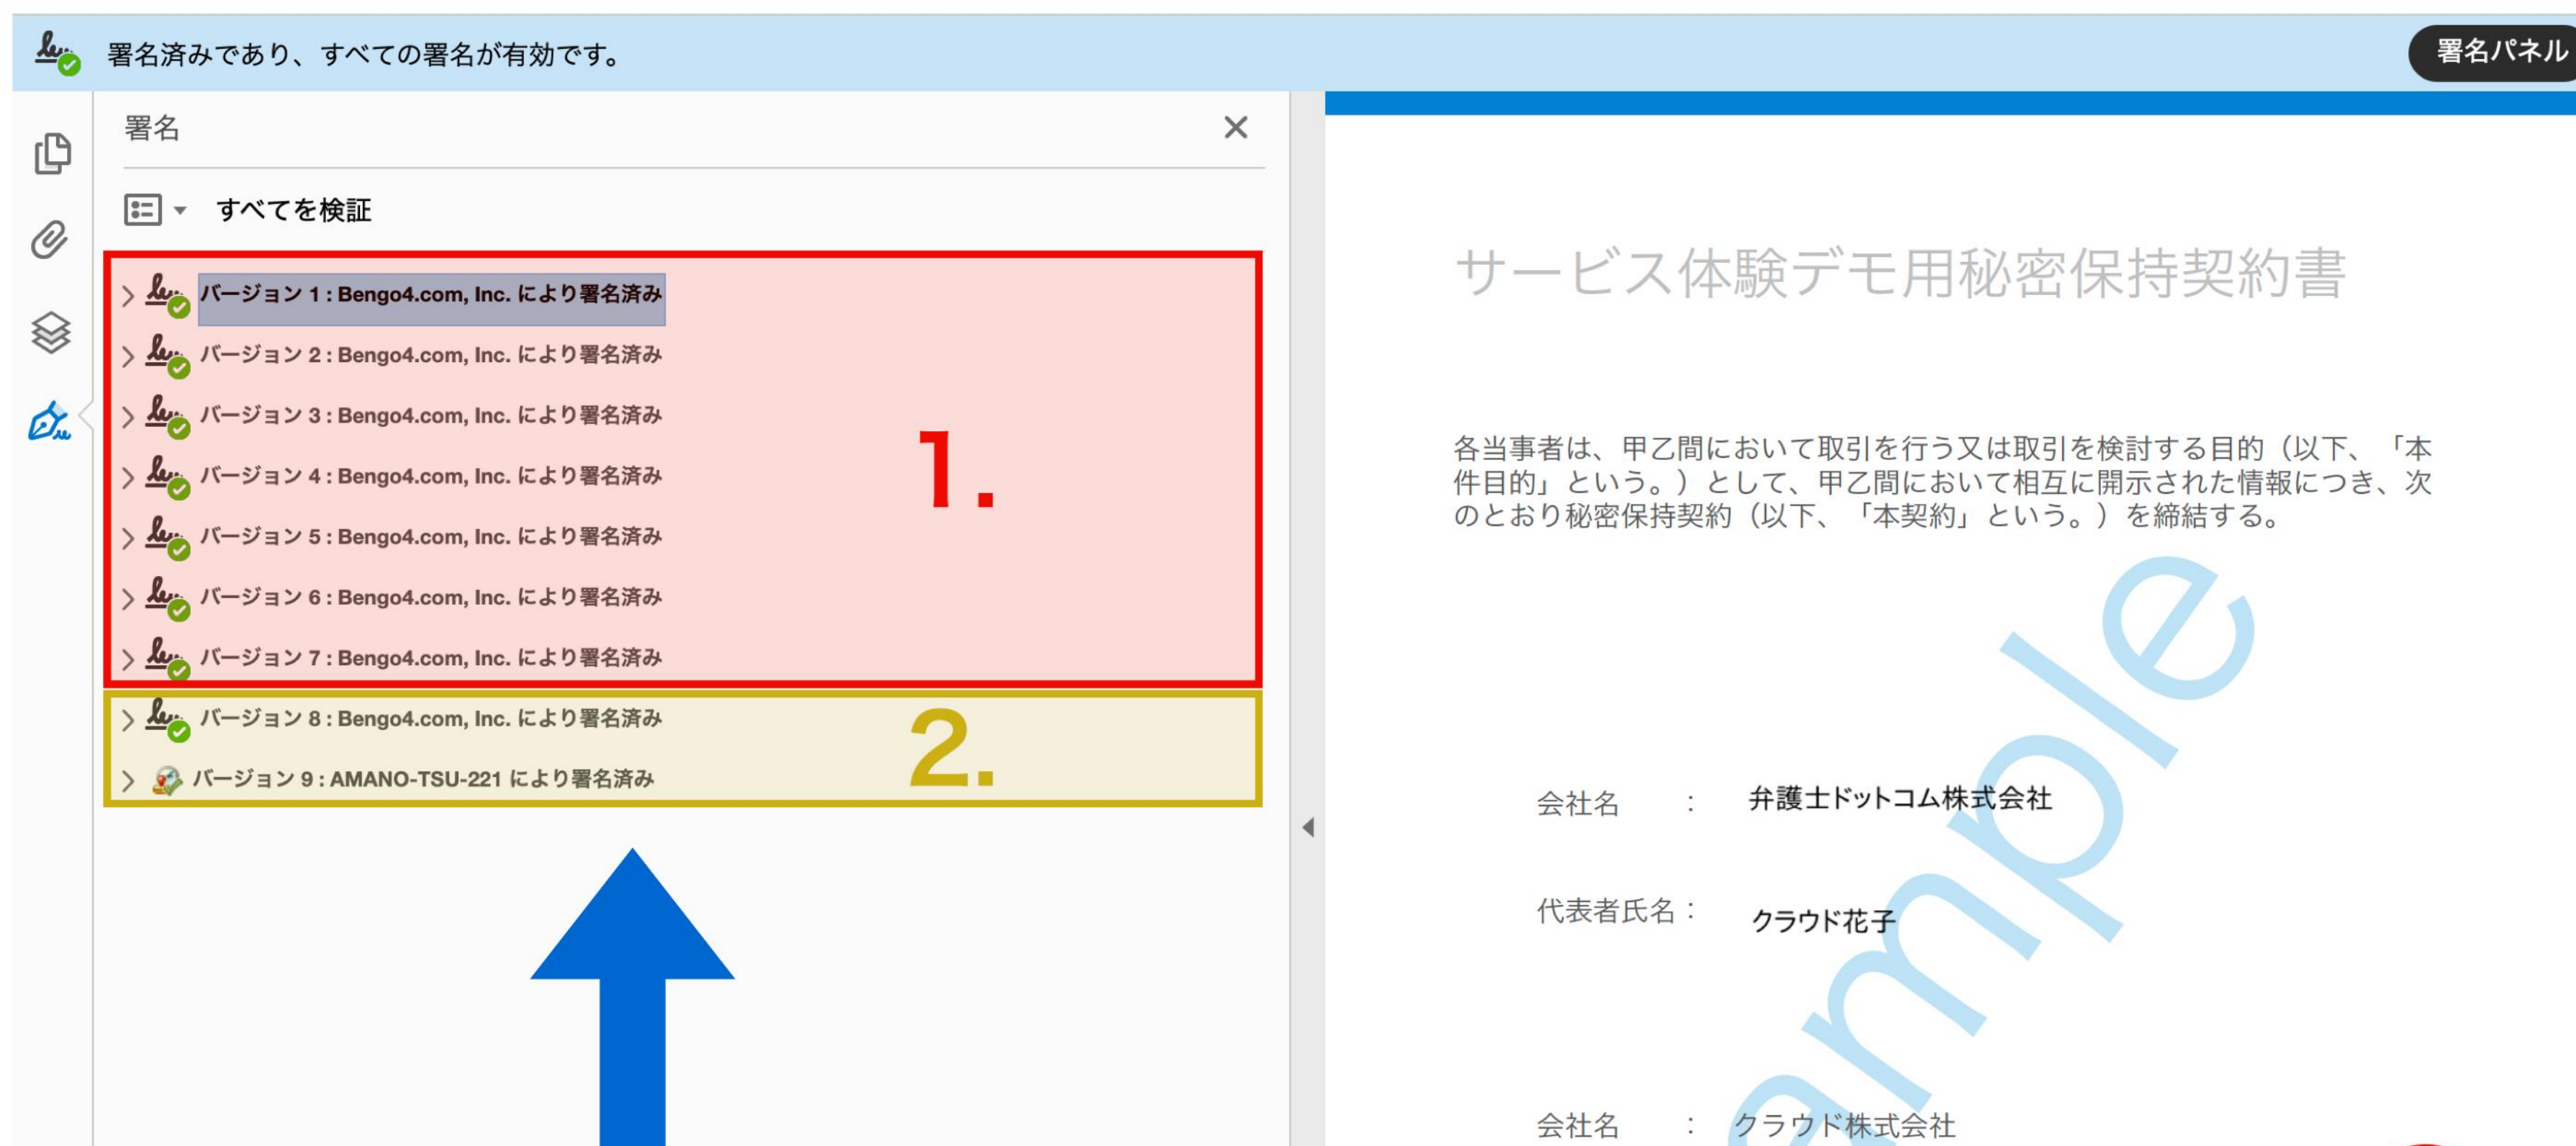 署名済みであり、すべての署名が有効です。
署名パネル
署名
すべてを検証
バージョン 1 : Bengo4.com, Inc. により署名済み
バージョン 2 : Bengo4.com, Inc. により署名済み
バージョン 3 : Bengo4.com, Inc. により署名済み
バージョン 4 : Bengo4.com, Inc. により署名済み
バージョン 5 : Bengo4.com, Inc. により署名済み
バージョン 6 : Bengo4.com, Inc. により署名済み
バージョン 7 : Bengo4.com, Inc. により署名済み
1.
バージョン 8 : Bengo4.com, Inc. により署名済み
バージョン 9 : AMANO-TSU-221 により署名済み
2.
サービス体験デモ用秘密保持契約書
各当事者は、甲乙間において取引を行う又は取引を検討する目的（以下、「本
件目的」という。）として、甲乙間において相互に開示された情報につき、次
のとおり秘密保持契約（以下、「本契約」という。）を締結する。
会社名 : 弁護士ドットコム株式会社
代表者氏名 : クラウド花子
会社名 : クラウド株式会社
ample